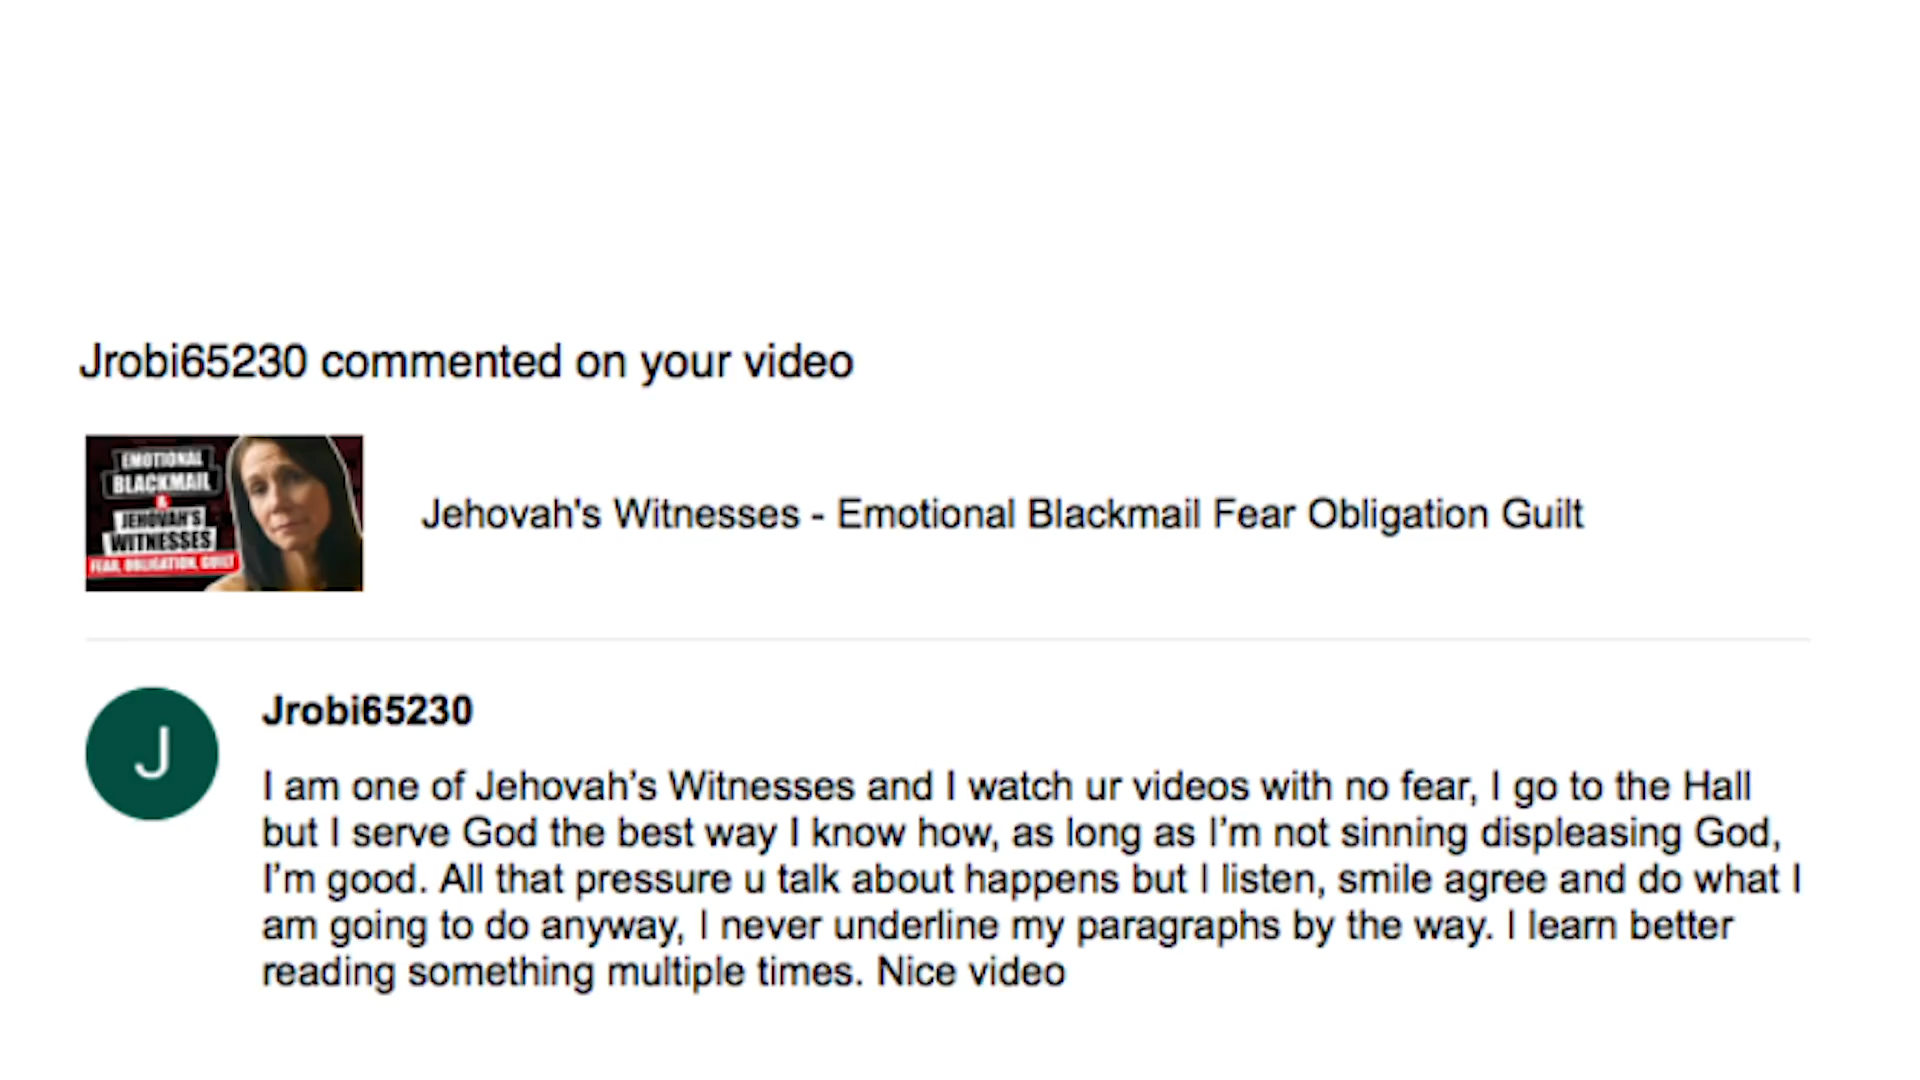 Jrobi65230 commented on your video
EMOTIONAL
BLACKMAIL
&
JEHOVAH'S
WITNESSES
FEAR, OBLIGATION, GUILT
Jehovah's Witnesses - Emotional Blackmail Fear Obligation Guilt
J
Jrobi65230
I am one of Jehovah’s Witnesses and I watch ur videos with no fear, I go to the Hall
but I serve God the best way I know how, as long as I’m not sinning displeasing God,
I’m good. All that pressure u talk about happens but I listen, smile agree and do what I
am going to do anyway, I never underline my paragraphs by the way. I learn better
reading something multiple times. Nice video